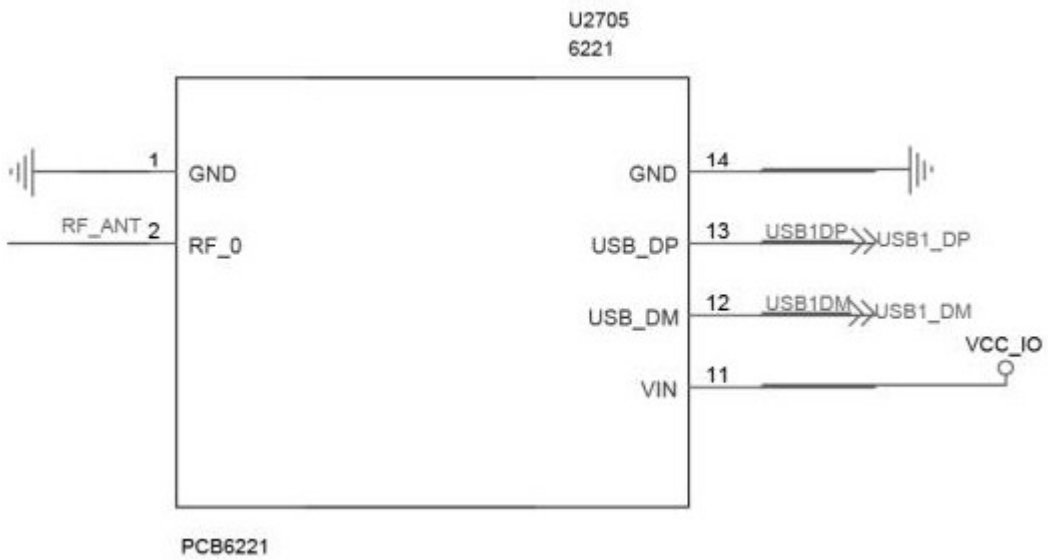 U2705
6221
1 GND
GND 14
RF_ANT 2 RF_0
USB_DP 13 USB1DP USB1_DP
USB_DM 12 USB1DM USB1_DM
VCC_IO
VIN 11
PCB6221